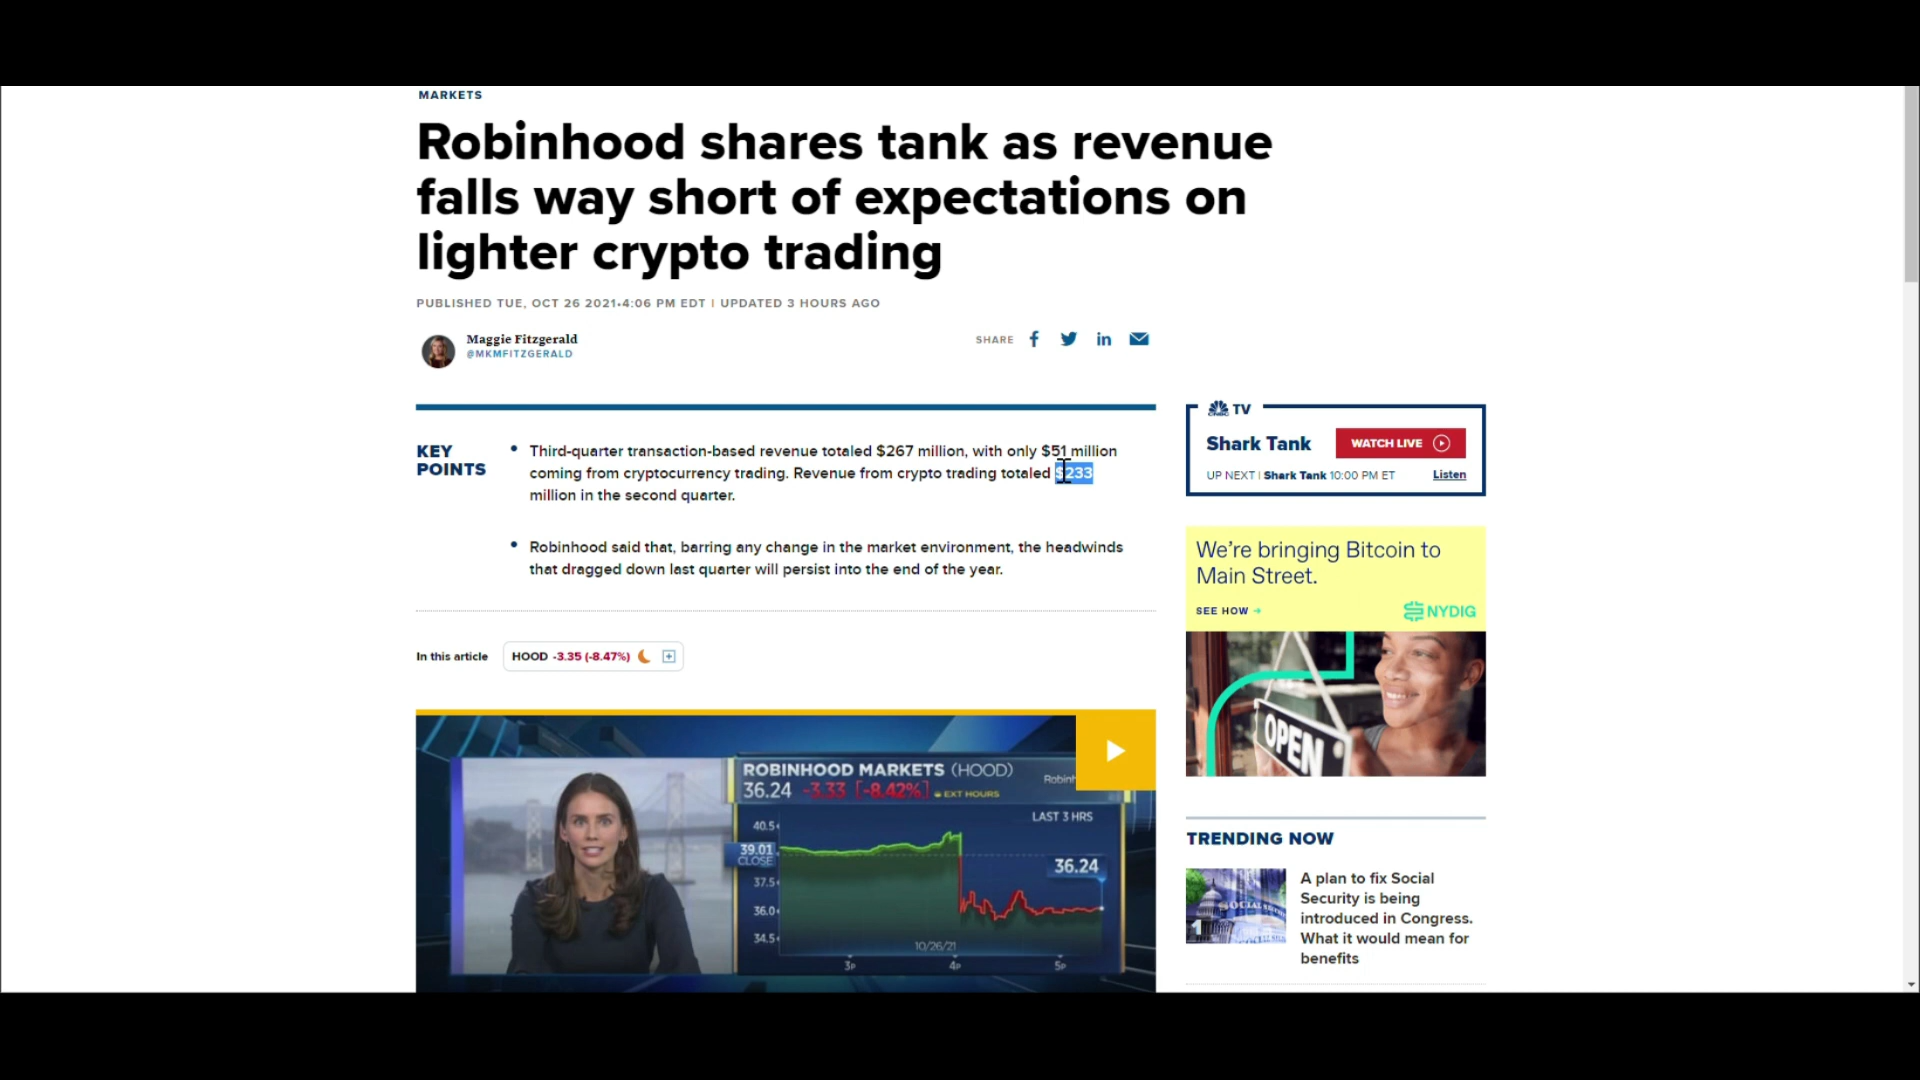 MARKETS
Robinhood shares tank as revenue
falls way short of expectations on
lighter crypto trading
PUBLISHED TUE, OCT 26 2021•4:06 PM EDT | UPDATED 3 HOURS AGO
Maggie Fitzgerald
@MKMFITZGERALD
SHARE
KEY
POINTS
• Third-quarter transaction-based revenue totaled $267 million, with only $51 million
coming from cryptocurrency trading. Revenue from crypto trading totaled $233
million in the second quarter.
• Robinhood said that, barring any change in the market environment, the headwinds
that dragged down last quarter will persist into the end of the year.
In this article
HOOD -3.35 (-8.47%)
ROBINHOOD MARKETS (HOOD)
36.24 -3.33 [-8.42%] EXT HOURS
Robinh
LAST 3 HRS
40.5
39.01
CLOSE
37.5
36.0
34.5
36.24
10/26/21
3P
4P
5P
CNBC TV
Shark Tank
WATCH LIVE
UP NEXT | Shark Tank 10:00 PM ET
Listen
We're bringing Bitcoin to
Main Street.
SEE HOW
NYDIG
OPEN
TRENDING NOW
1
A plan to fix Social
Security is being
introduced in Congress.
What it would mean for
benefits